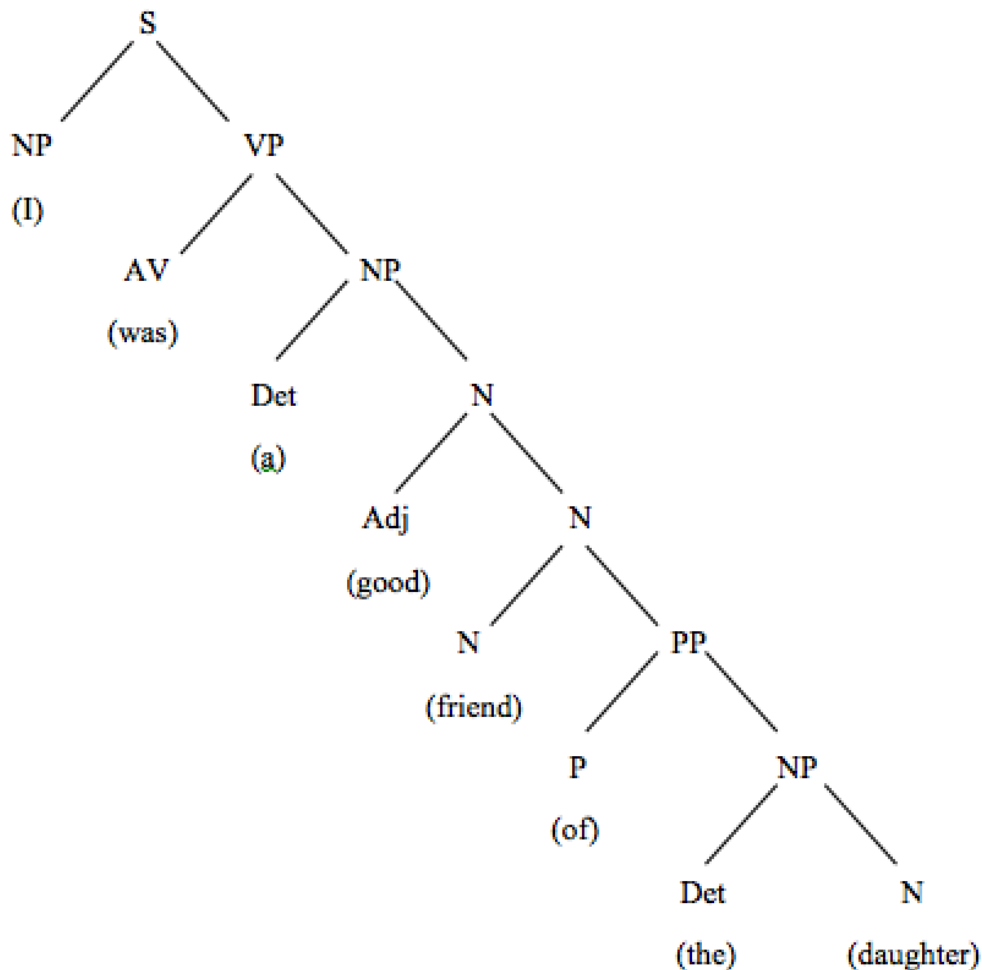 S
NP VP
(I)
AV NP
(was)
Det N
(a)
Adj N
(good)
N PP
(friend)
P NP
(of)
Det N
(the) (daughter)